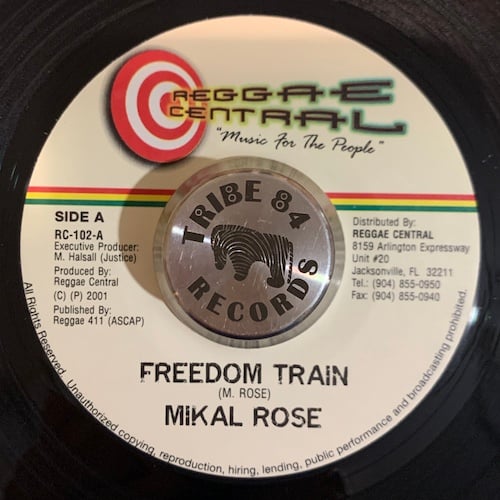 REGGAE
CENTRAL
"Music For The People"
SIDE A
RC-102-A
Executive Producer:
M. Halsall (Justice)
Produced By:
Reggae Central
(C) (P) 2001
Published By:
Reggae 411 (ASCAP)
TRIBE 84
RECORDS
Distributed By:
REGGAE CENTRAL
8159 Arlington Expressway
Unit #20
Jacksonville, FL 32211
Tel.: (904) 855-0950
Fax: (904) 855-0940
FREEDOM TRAIN
(M. ROSE)
MIKAL ROSE
All Rights Reserved. Unauthorized copying, reproduction, hiring, lending, public performance and broadcasting prohibited.